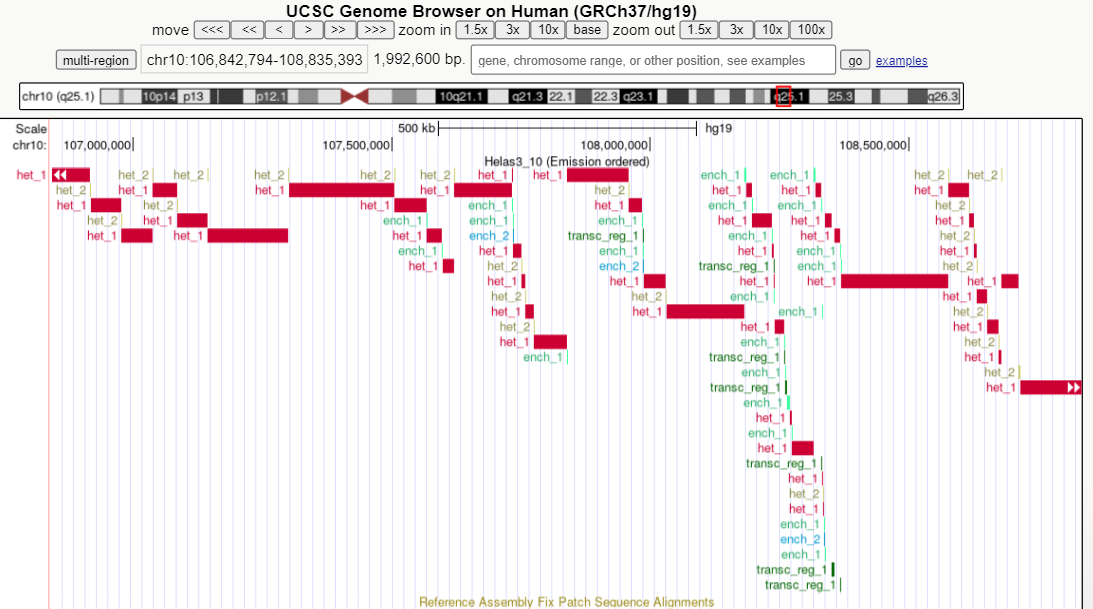 UCSC Genome Browser on Human (GRCh37/hg19)
move <<< << < > >> >>> zoom in 1.5x 3x 10x base zoom out 1.5x 3x 10x 100x
multi-region chr10:106,842,794-108,835,393 1,992,600 bp. gene, chromosome range, or other position, see examples go examples
chr10 (q25.1) 10p14 p13 p12.1 10q21.1 q21.3 22.1 22.3 q23.1 q25.1 25.3 q26.3
Scale 500 kb hg19
chr10: 107,000,000 107,500,000 108,000,000 108,500,000
Helas3_10 (Emission ordered)
het_1 het_2 het_2 het_2 het_2 het_1 het_1 ench_1 ench_1 het_2 het_2
het_2 het_1 het_1 het_1 het_2 het_1 het_1 het_1
het_1 het_2 het_1 ench_1 het_1 ench_1 ench_1 het_2
het_2 het_1 ench_1 ench_1 ench_1 het_1 het_1 het_1
het_1 het_1 het_1 ench_2 transc_reg_1 ench_1 het_1 het_2
ench_1 het_1 ench_1 het_1 ench_1 het_1
het_1 het_2 ench_2 transc_reg_1 ench_1 het_2
het_1 het_1 het_1 het_1 het_1
het_2 het_2 ench_1 het_1
het_1 het_1 ench_1 het_2
het_2 het_1 het_1
het_1 ench_1 het_2
ench_1 transc_reg_1 het_1
ench_1 het_2
transc_reg_1 het_1
ench_1
het_1
ench_1
het_1
transc_reg_1
het_1
het_2
het_1
ench_1
ench_2
ench_1
transc_reg_1
transc_reg_1
Reference Assembly Fix Patch Sequence Alignments